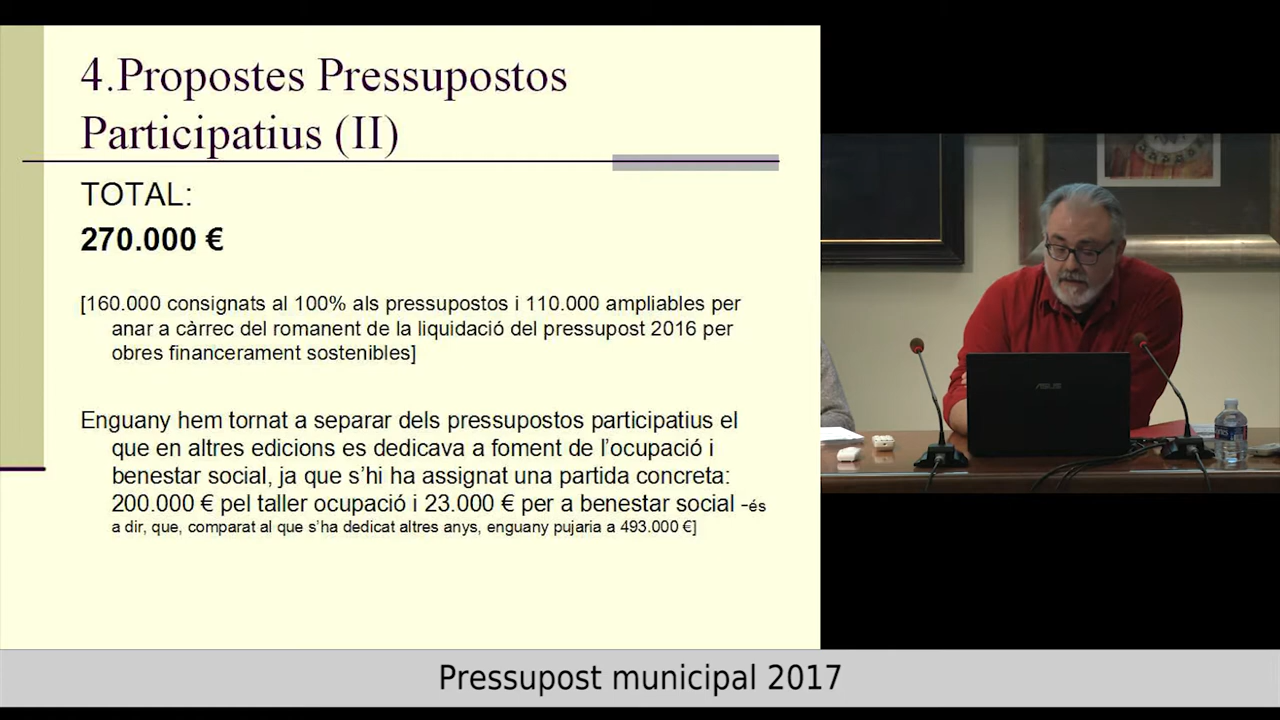 4.Propostes Pressupostos
Participatius (II)
TOTAL:
270.000 €
[160.000 consignats al 100% als pressupostos i 110.000 ampliables per
anar a càrrec del romanent de la liquidació del pressupost 2016 per
obres financerament sostenibles]
Enguany hem tornat a separar dels pressupostos participatius el
que en altres edicions es dedicava a foment de l’ocupació i
benestar social, ja que s’hi ha assignat una partida concreta:
200.000 € pel taller ocupació i 23.000 € per a benestar social -és
a dir, que, comparat al que s’ha dedicat altres anys, enguany pujaria a 493.000 €]
ASUS
Pressupost municipal 2017